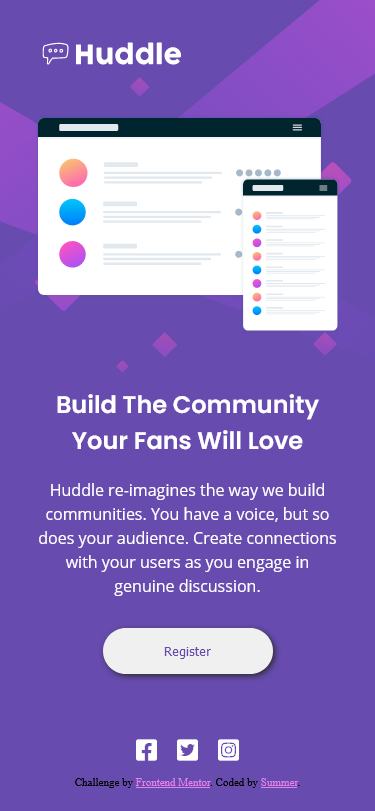 Huddle
Build The Community
Your Fans Will Love
Huddle re-imagines the way we build
communities. You have a voice, but so
does your audience. Create connections
with your users as you engage in
genuine discussion.
Register
Challenge by Frontend Mentor. Coded by Summer.